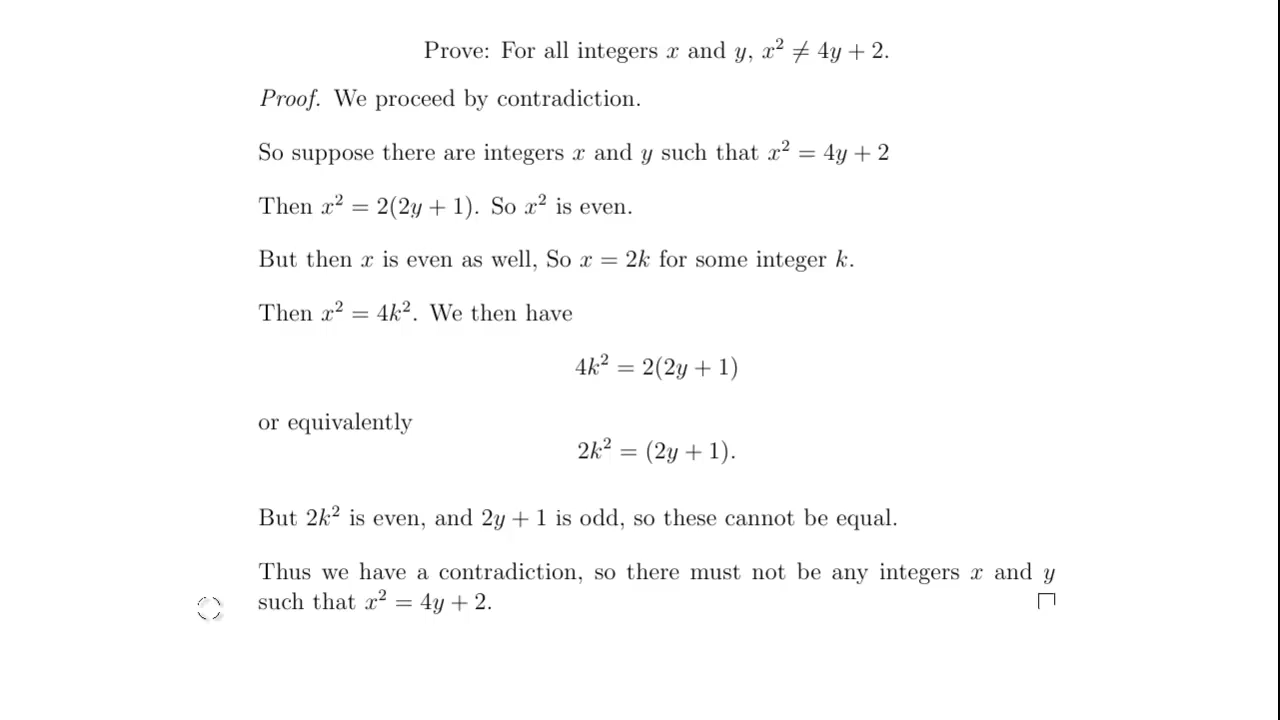 Prove: For all integers x and y, x² ≠ 4y + 2.
Proof. We proceed by contradiction.
So suppose there are integers x and y such that x² = 4y + 2
Then x² = 2(2y + 1). So x² is even.
But then x is even as well, So x = 2k for some integer k.
Then x² = 4k². We then have
4k² = 2(2y + 1)
or equivalently
2k² = (2y + 1).
But 2k² is even, and 2y + 1 is odd, so these cannot be equal.
Thus we have a contradiction, so there must not be any integers x and y
such that x² = 4y + 2.